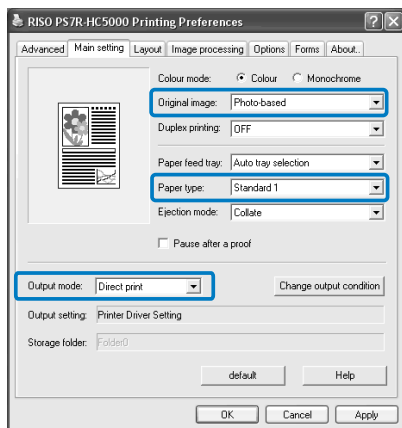 RISO PS7R-HC5000 Printing Preferences
Advanced Main setting Layout Image processing Options Forms About..
Colour mode: Colour Monochrome
Original image: Photo-based
Duplex printing: OFF
Paper feed tray: Auto tray selection
Paper type: Standard 1
Ejection mode: Collate
Pause after a proof
Output mode: Direct print Change output condition
Output setting: Printer Driver Setting
Storage folder: Folder0
default Help
OK Cancel Apply